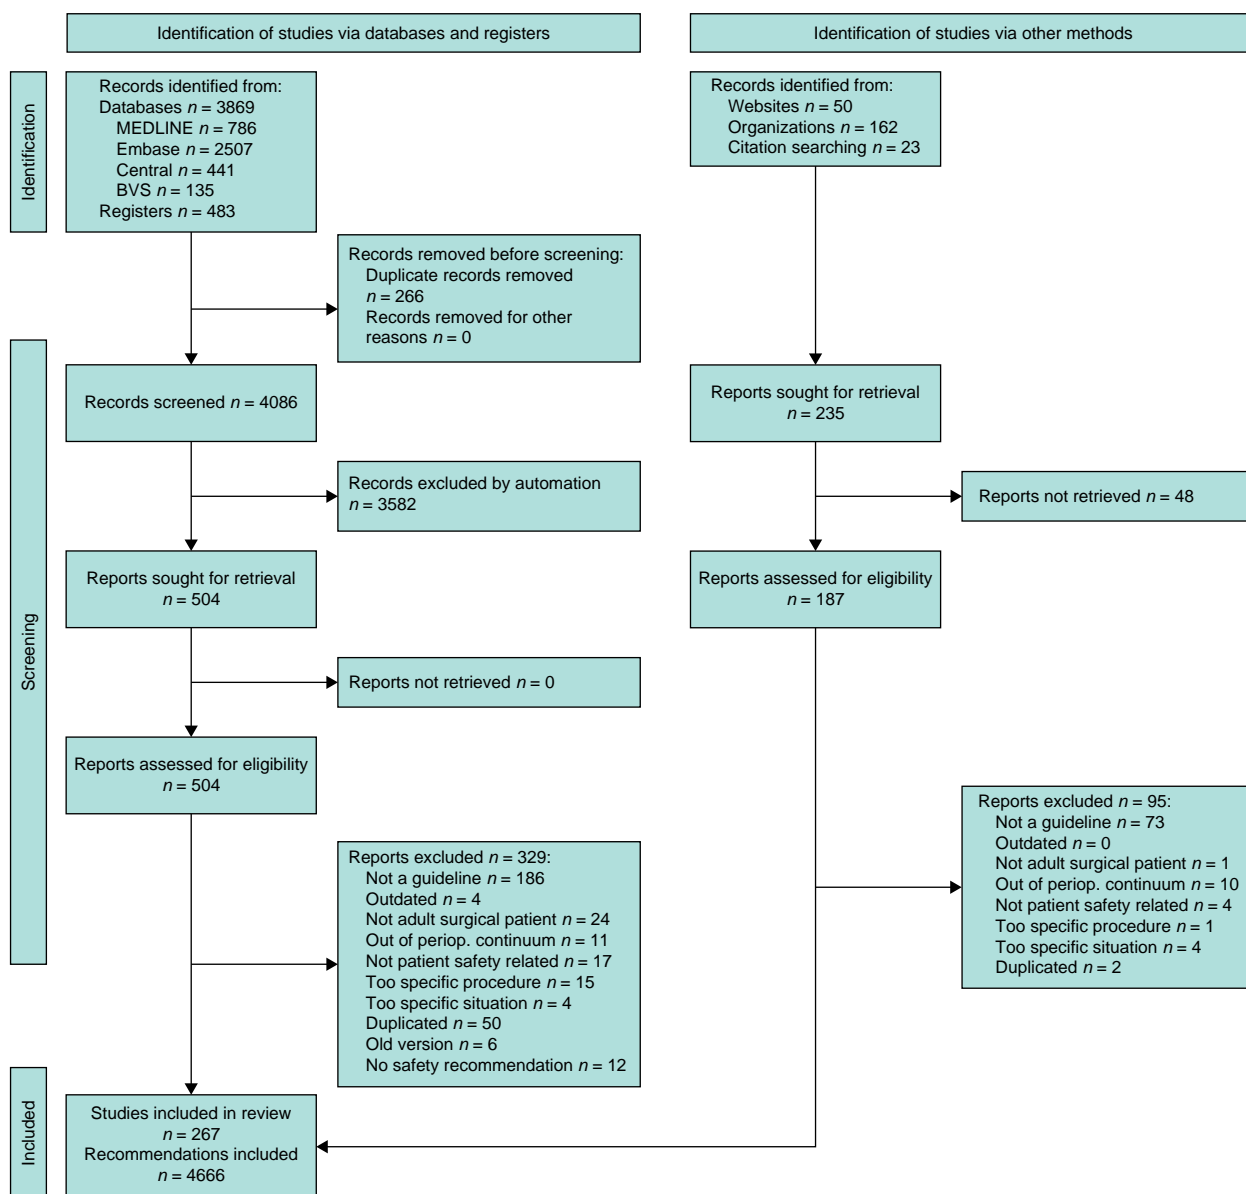 Identification of studies via databases and registers
Identification of studies via other methods
Identification
Records identified from:
Databases n = 3869
MEDLINE n = 786
Embase n = 2507
Central n = 441
BVS n = 135
Registers n = 483
Records identified from:
Websites n = 50
Organizations n = 162
Citation searching n = 23
Records removed before screening:
Duplicate records removed
n = 266
Records removed for other
reasons n = 0
Screening
Records screened n = 4086
Reports sought for retrieval
n = 235
Records excluded by automation
n = 3582
Reports not retrieved n = 48
Reports sought for retrieval
n = 504
Reports assessed for eligibility
n = 187
Reports not retrieved n = 0
Reports assessed for eligibility
n = 504
Reports excluded n = 329:
Not a guideline n = 186
Outdated n = 4
Not adult surgical patient n = 24
Out of periop. continuum n = 11
Not patient safety related n = 17
Too specific procedure n = 15
Too specific situation n = 4
Duplicated n = 50
Old version n = 6
No safety recommendation n = 12
Reports excluded n = 95:
Not a guideline n = 73
Outdated n = 0
Not adult surgical patient n = 1
Out of periop. continuum n = 10
Not patient safety related n = 4
Too specific procedure n = 1
Too specific situation n = 4
Duplicated n = 2
Included
Studies included in review
n = 267
Recommendations included
n = 4666